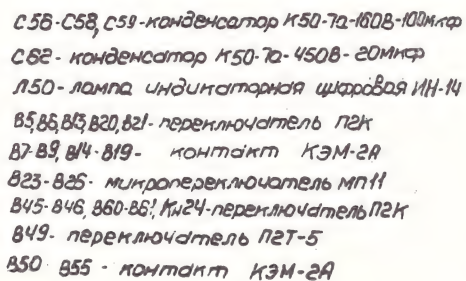 С56-С58, С59-конденсатор К50-7а-160В-100мкф
С62- конденсатор К50-7а-450В-20мкф
Л50-лампа индикаторная цифровая ИН-14
В5,В6,В13,В20,В21-переключатель П2К
В7-В9, В14-В19- контакт КЭМ-2А
В23-В26- микропереключатель МП11
В45-В46, В60-В61, Кн24-переключатель П2К
В49- переключатель П2Т-5
В50 В55 - контакт КЭМ-2А